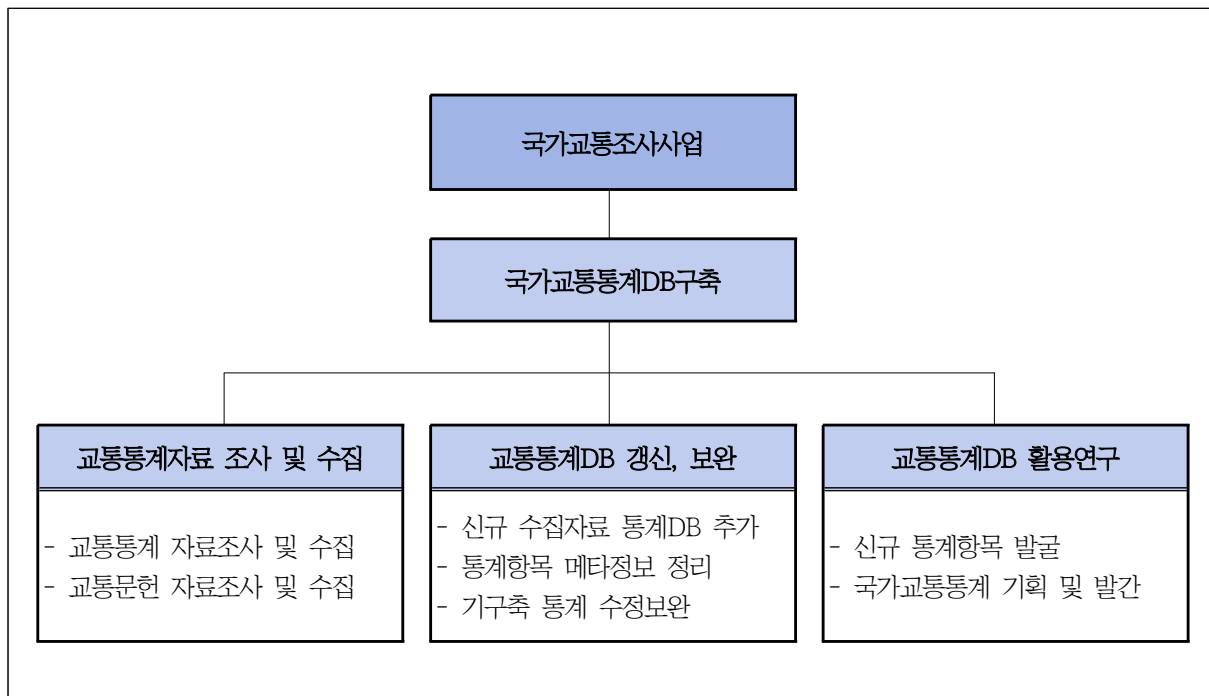 국가교통조사사업
국가교통통계DB구축
교통통계자료 조사 및 수집
- 교통통계 자료조사 및 수집
- 교통문헌 자료조사 및 수집
교통통계DB 갱신, 보완
- 신규 수집자료 통계DB 추가
- 통계항목 메타정보 정리
- 기구축 통계 수정보완
교통통계DB 활용연구
- 신규 통계항목 발굴
- 국가교통통계 기획 및 발간